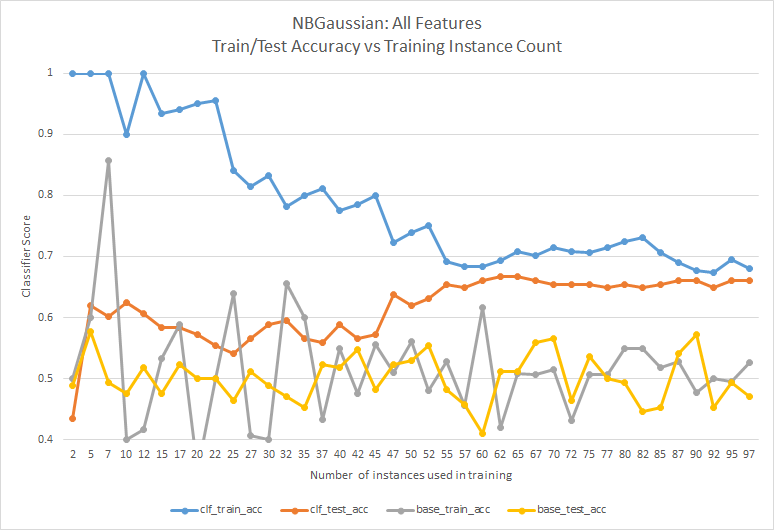 NBGaussian: All Features
Train/Test Accuracy vs Training Instance Count
1
0.9
0.8
0.7
0.6
0.5
0.4
Classifier Score
2 5 7 10 12 15 17 20 22 25 27 30 32 35 37 40 42 45 47 50 52 55 57 60 62 65 67 70 72 75 77 80 82 85 87 90 92 95 97
Number of instances used in training
clf_train_acc clf_test_acc base_train_acc base_test_acc